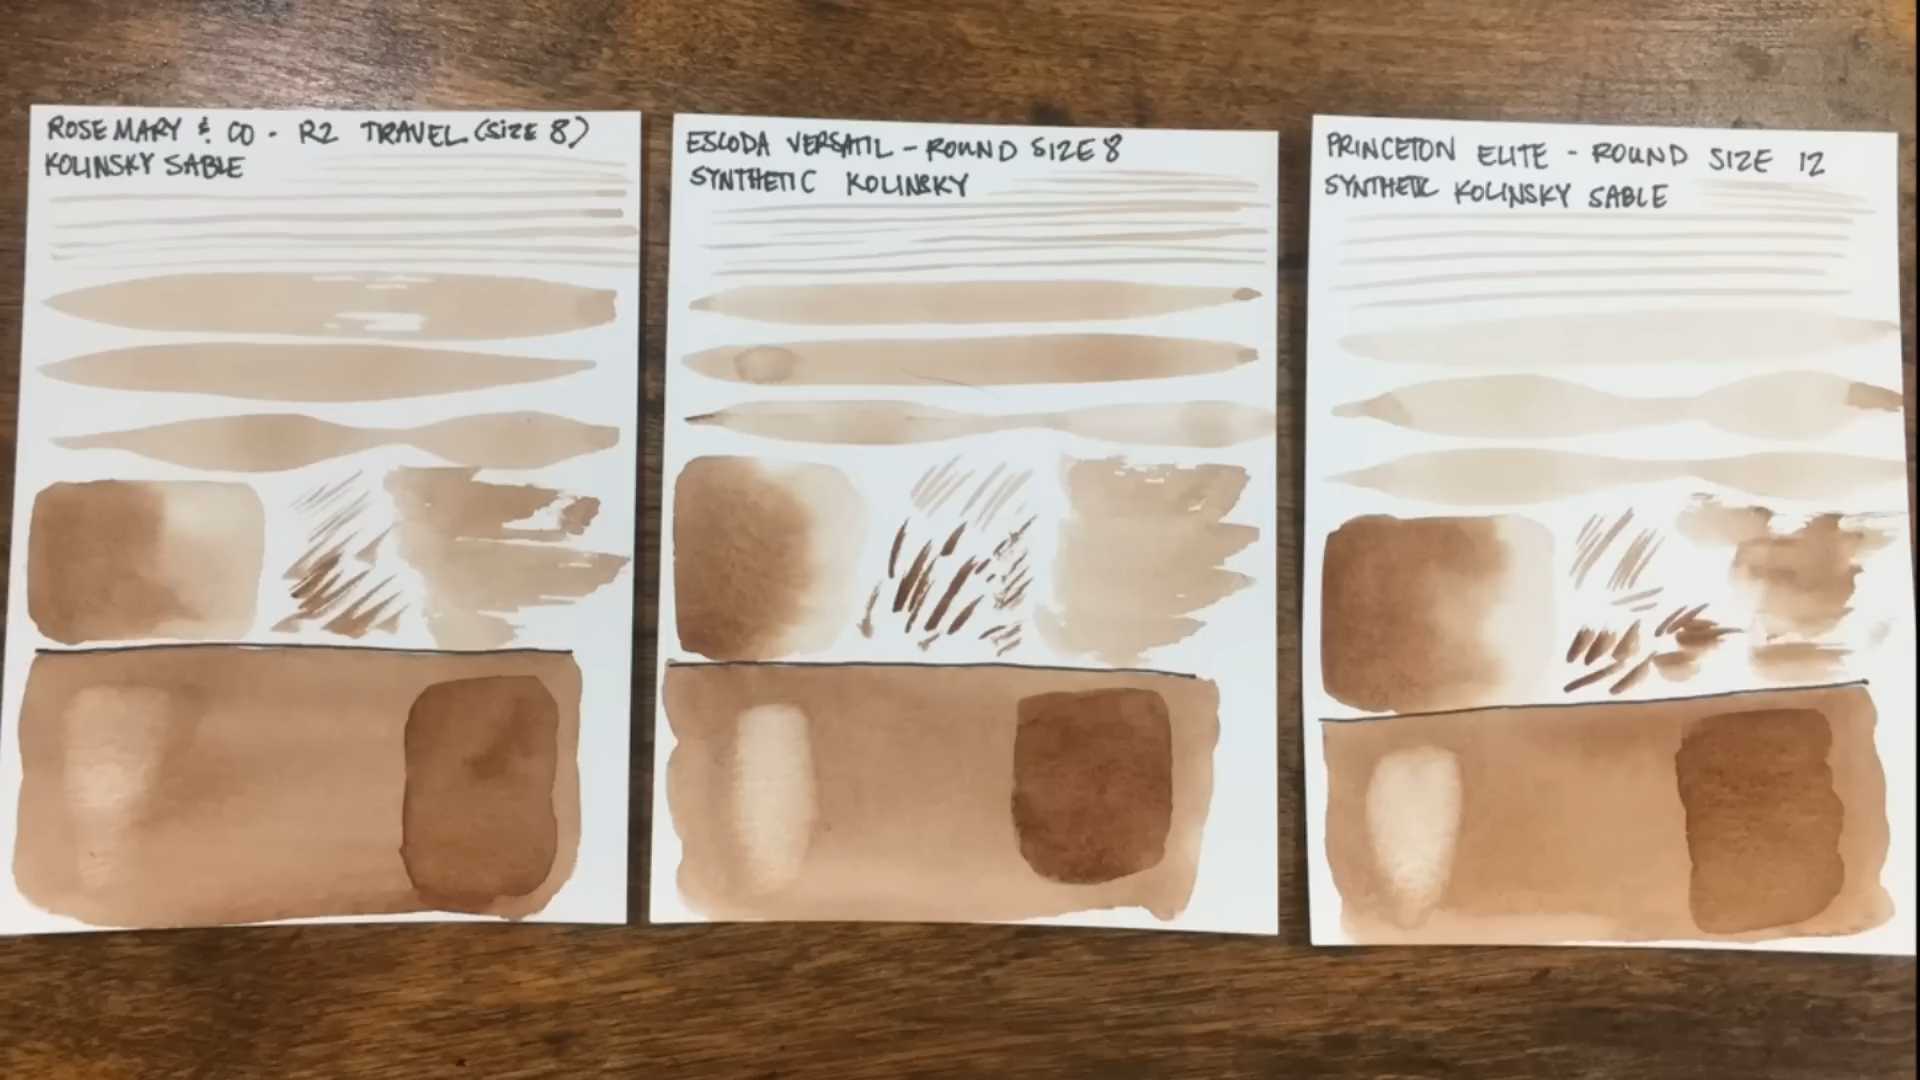 ROSEMARY & CO - R2 TRAVEL (SIZE 8)
KOLINSKY SABLE
ESCODA VERSATIL - ROUND SIZE 8
SYNTHETIC KOLINSKY
PRINCETON ELITE - ROUND SIZE 12
SYNTHETIC KOLINSKY SABLE